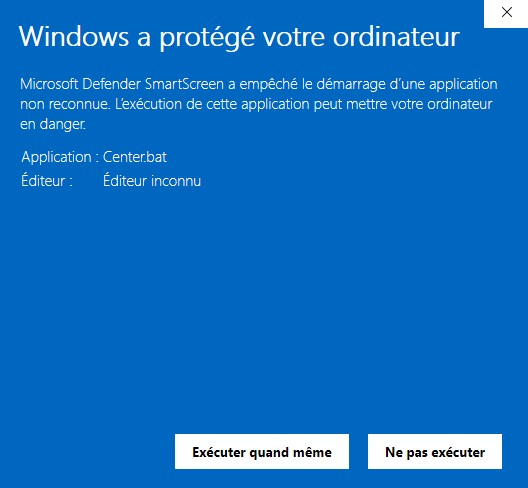 Windows a protégé votre ordinateur
Microsoft Defender SmartScreen a empêché le démarrage d’une application
non reconnue. L’exécution de cette application peut mettre votre ordinateur
en danger.
Application : Center.bat
Éditeur : Éditeur inconnu
Exécuter quand même
Ne pas exécuter